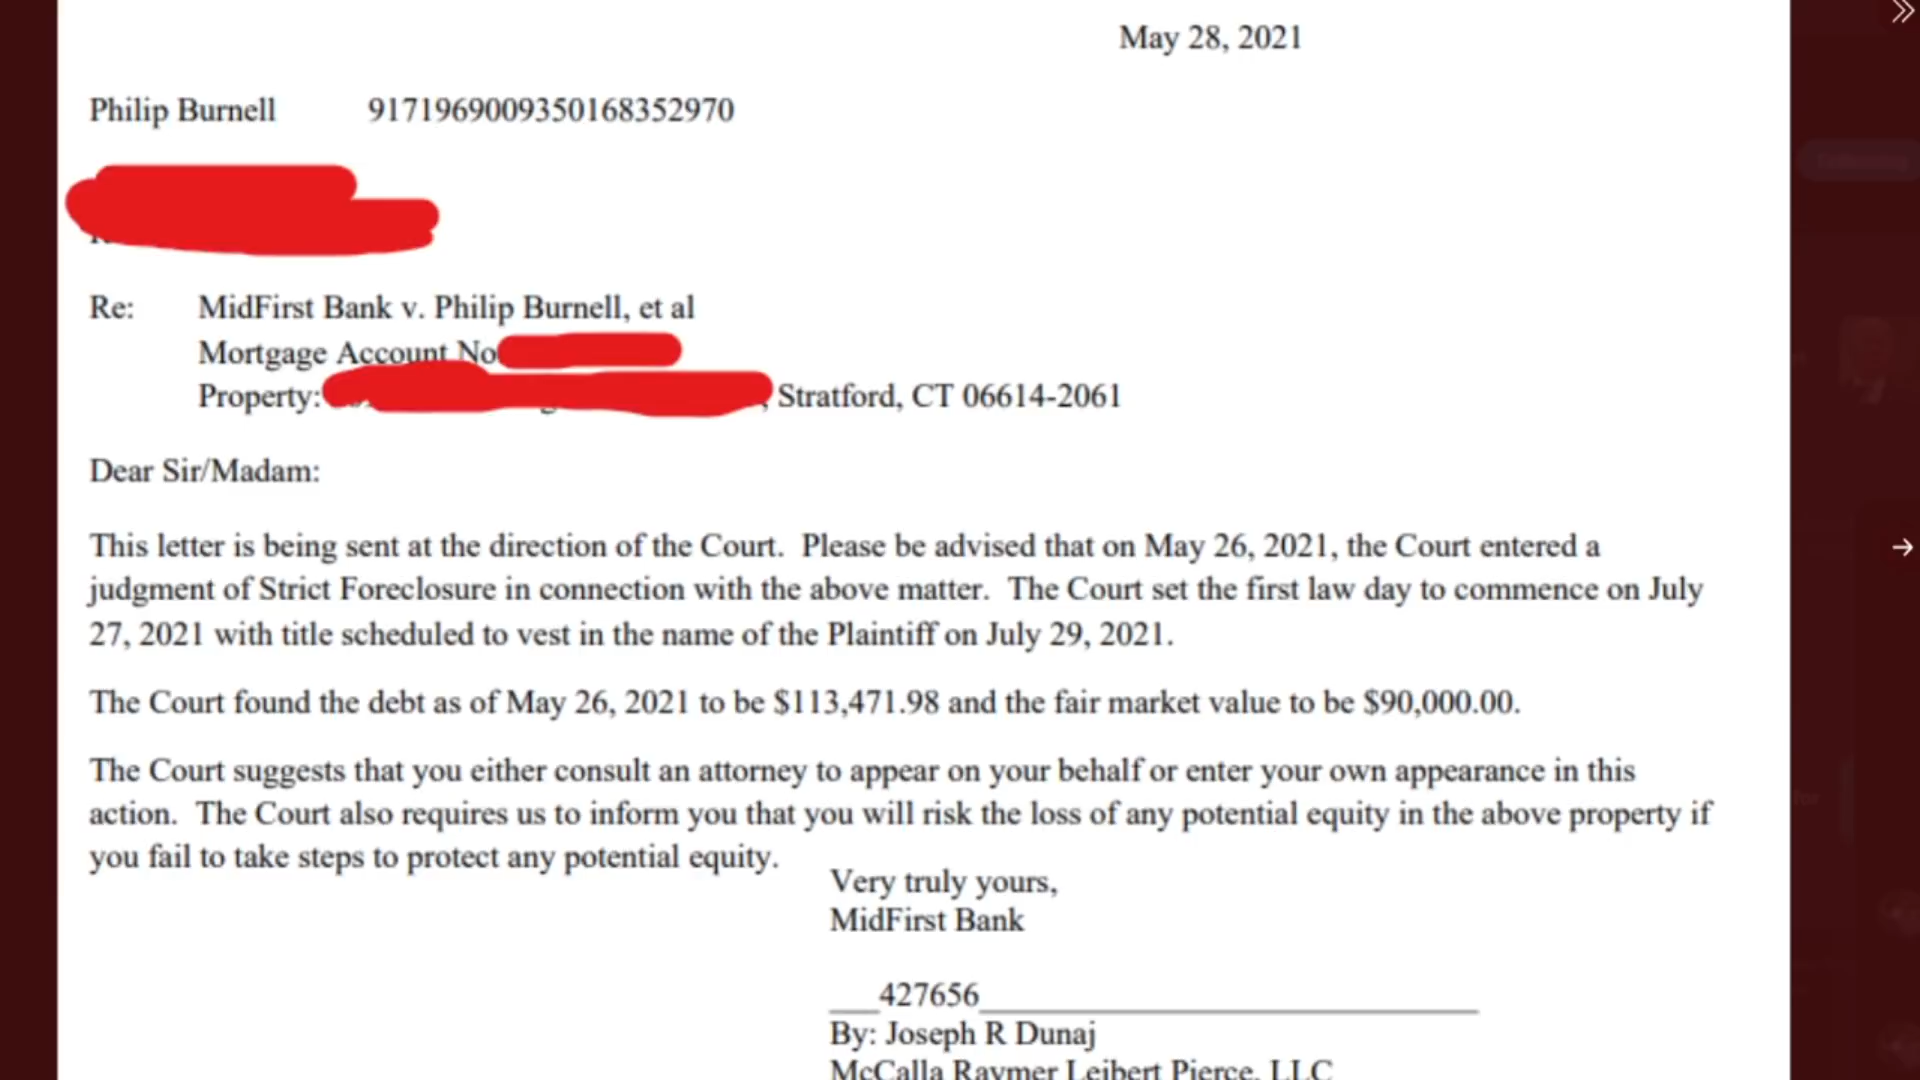 May 28, 2021
Philip Burnell 9171969009350168352970
Re: MidFirst Bank v. Philip Burnell, et al
Mortgage Account No
Property: , Stratford, CT 06614-2061
Dear Sir/Madam:
This letter is being sent at the direction of the Court. Please be advised that on May 26, 2021, the Court entered a
judgment of Strict Foreclosure in connection with the above matter. The Court set the first law day to commence on July
27, 2021 with title scheduled to vest in the name of the Plaintiff on July 29, 2021.
The Court found the debt as of May 26, 2021 to be $113,471.98 and the fair market value to be $90,000.00.
The Court suggests that you either consult an attorney to appear on your behalf or enter your own appearance in this
action. The Court also requires us to inform you that you will risk the loss of any potential equity in the above property if
you fail to take steps to protect any potential equity.
Very truly yours,
MidFirst Bank
___427656______________________________
By: Joseph R Dunaj
McCalla Raymer Leibert Pierce, LLC